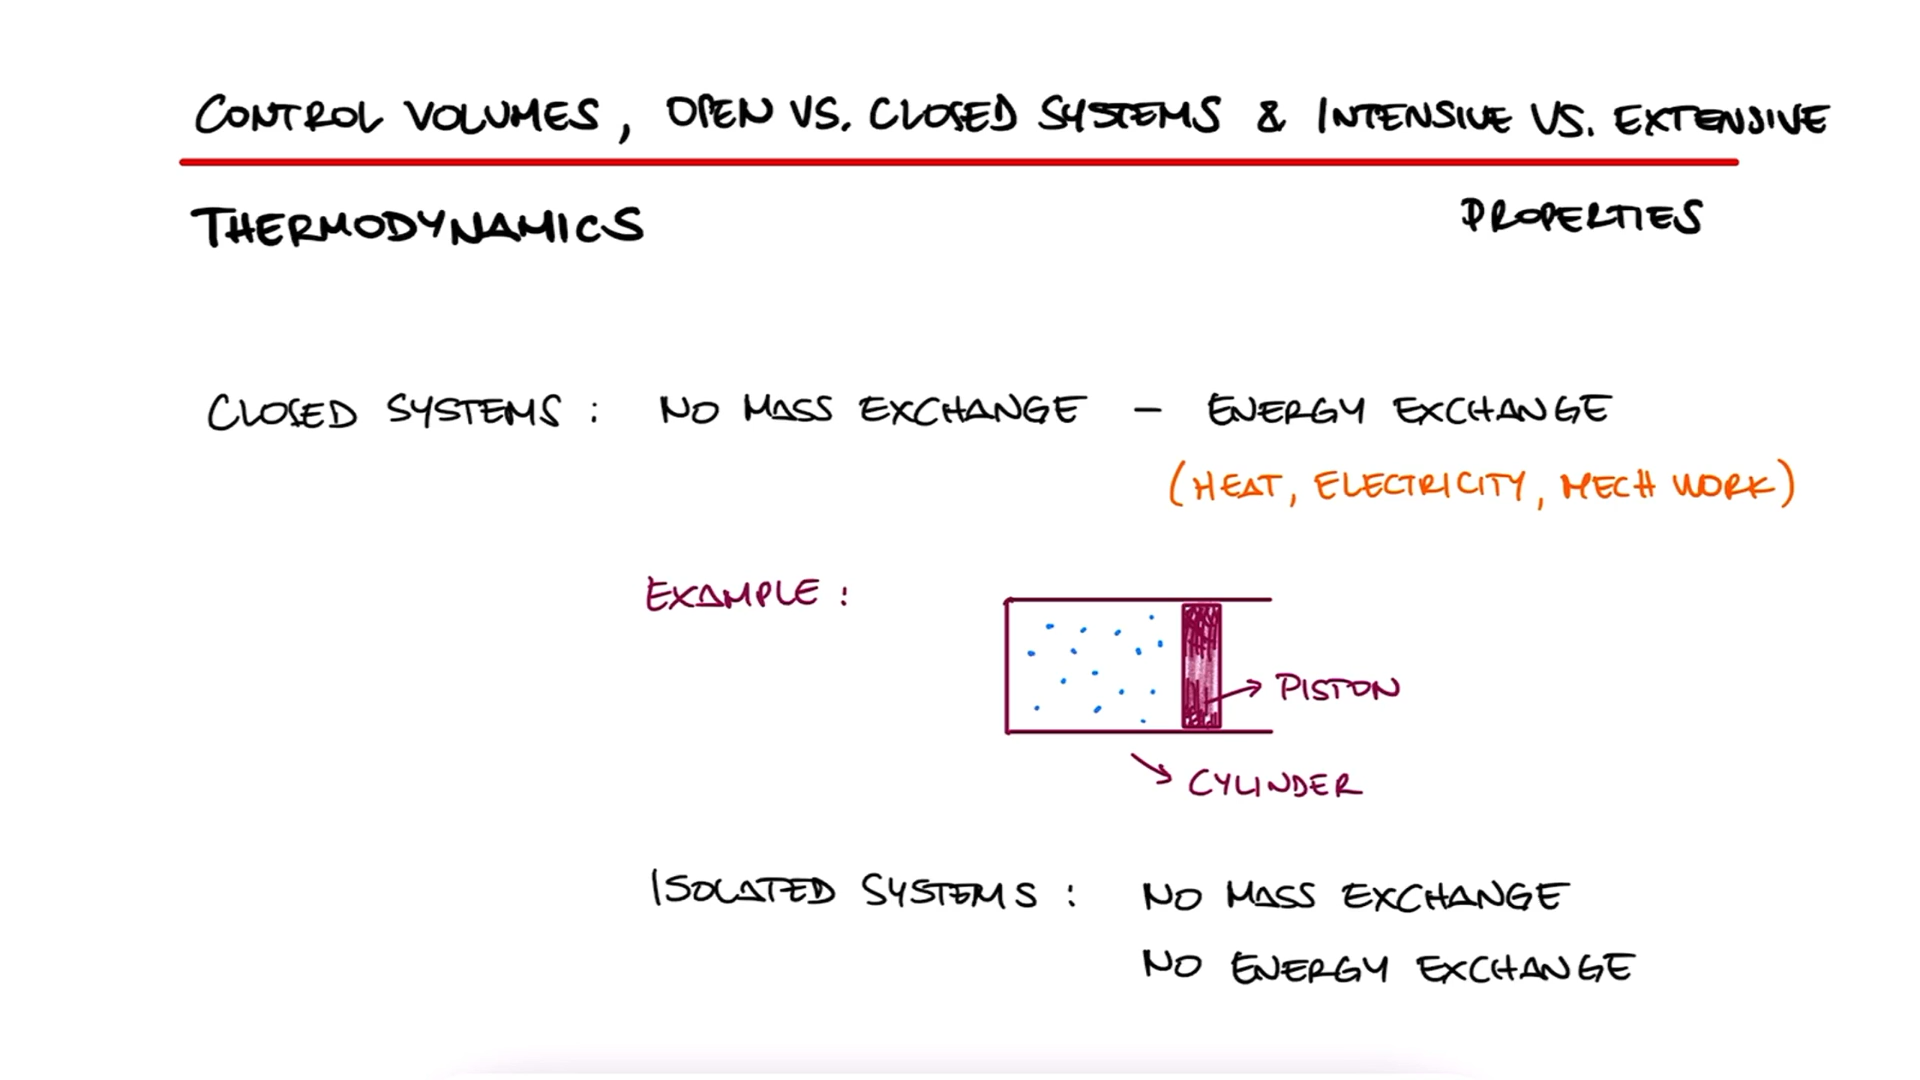 CONTROL VOLUMES, OPEN VS. CLOSED SYSTEMS & INTENSIVE VS. EXTENSIVE
PROPERTIES
THERMODYNAMICS
CLOSED SYSTEMS: NO MASS EXCHANGE - ENERGY EXCHANGE
(HEAT, ELECTRICITY, MECH WORK)
EXAMPLE:
PISTON
CYLINDER
ISOLATED SYSTEMS: NO MASS EXCHANGE
NO ENERGY EXCHANGE